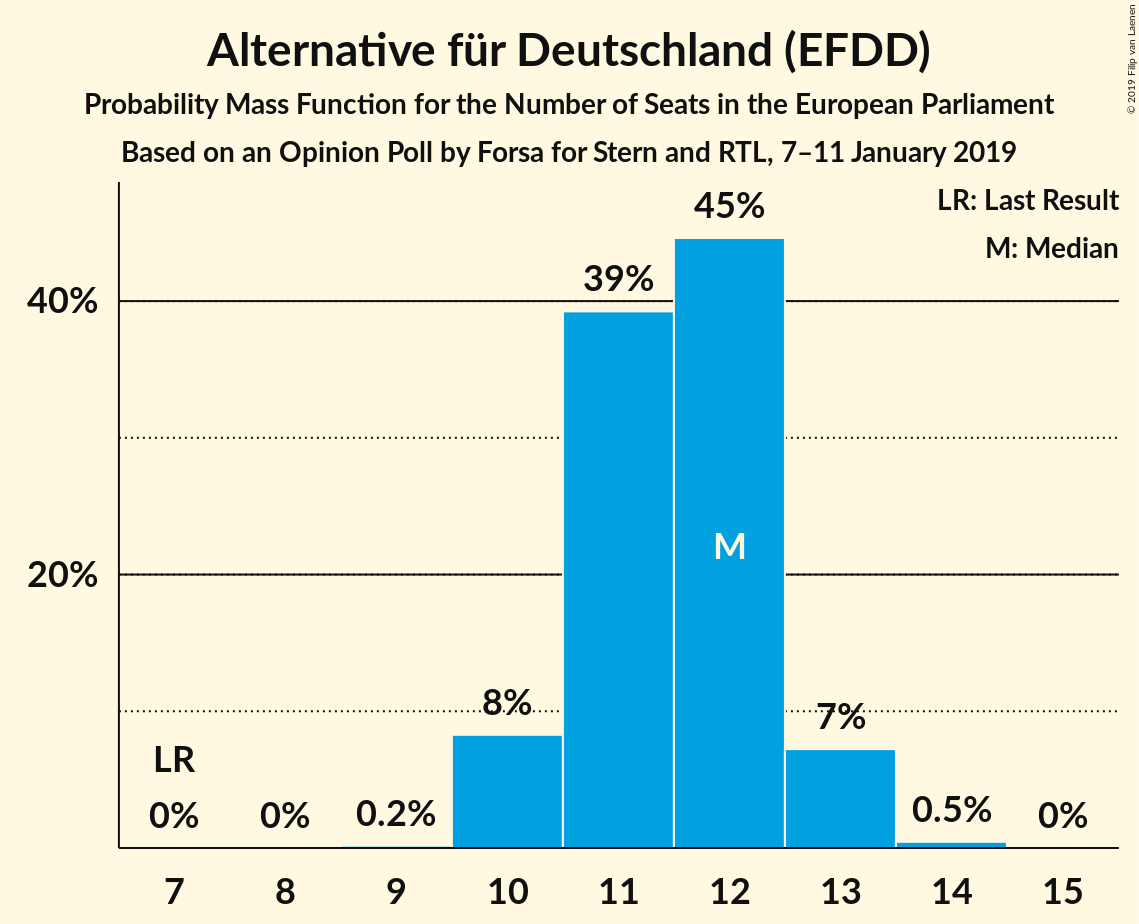 Alternative für Deutschland (EFDD)
Probability Mass Function for the Number of Seats in the European Parliament
Based on an Opinion Poll by Forsa for Stern and RTL, 7–11 January 2019
© 2019 Filip van Laenen
LR: Last Result
M: Median
45%
39%
40%
M
20%
8%
7%
LR
0%
0%
0.2%
0.5%
0%
7
8
9
10
11
12
13
14
15